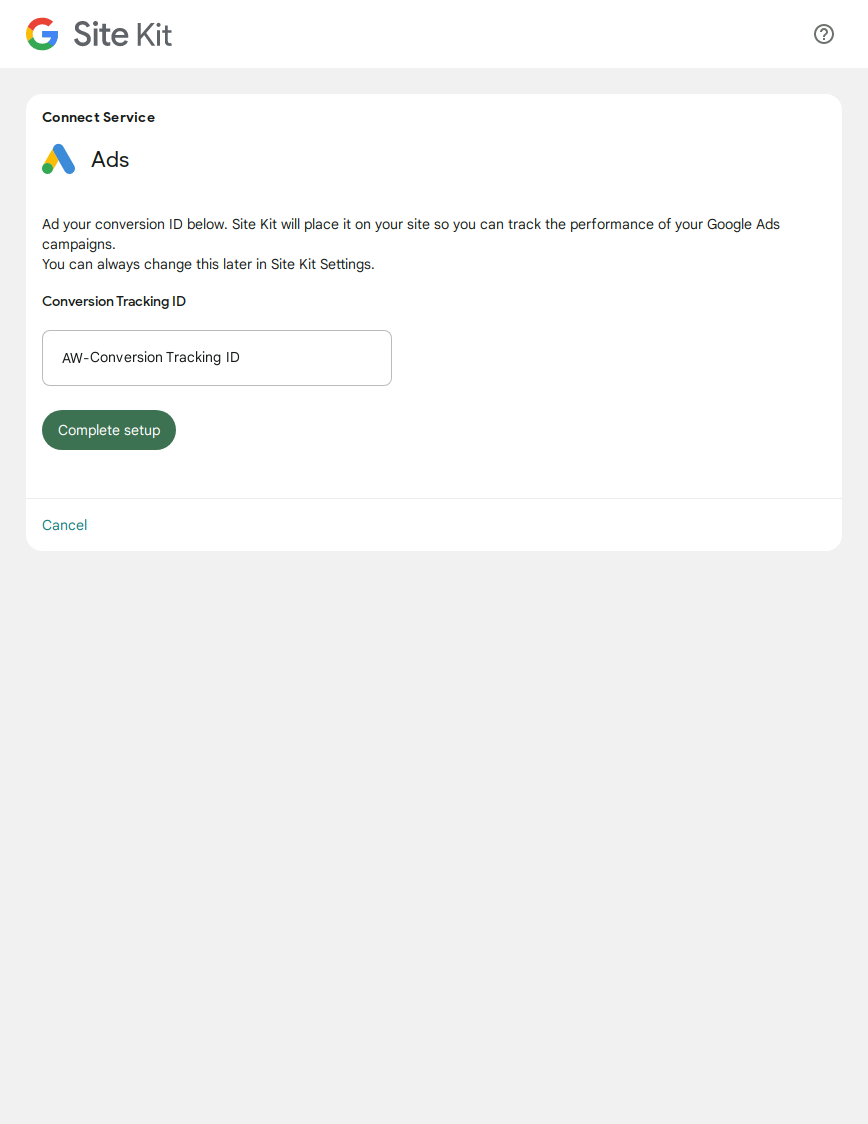 Site Kit
Connect Service
Ads
Ad your conversion ID below. Site Kit will place it on your site so you can track the performance of your Google Ads
campaigns.
You can always change this later in Site Kit Settings.
Conversion Tracking ID
AW-Conversion Tracking ID
Complete setup
Cancel